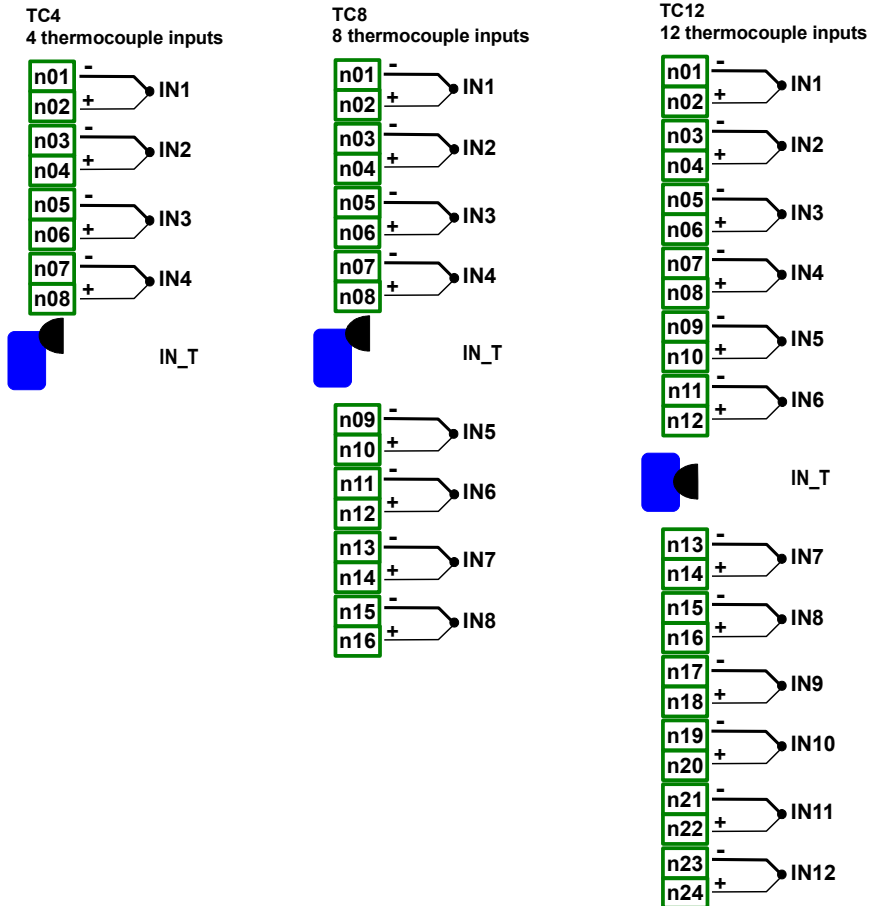 TC4
4 thermocouple inputs
n01 - IN1
n02 +
n03 - IN2
n04 +
n05 - IN3
n06 +
n07 - IN4
n08 +
IN_T
TC8
8 thermocouple inputs
n01 - IN1
n02 +
n03 - IN2
n04 +
n05 - IN3
n06 +
n07 - IN4
n08 +
IN_T
n09 - IN5
n10 +
n11 - IN6
n12 +
n13 - IN7
n14 +
n15 - IN8
n16 +
TC12
12 thermocouple inputs
n01 - IN1
n02 +
n03 - IN2
n04 +
n05 - IN3
n06 +
n07 - IN4
n08 +
n09 - IN5
n10 +
n11 - IN6
n12 +
IN_T
n13 - IN7
n14 +
n15 - IN8
n16 +
n17 - IN9
n18 +
n19 - IN10
n20 +
n21 - IN11
n22 +
n23 - IN12
n24 +